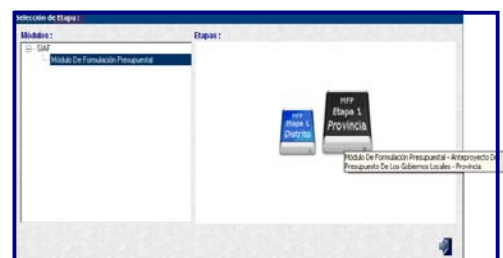 Selección de Etapa :
Módulos :
Etapas :
SIAF
Módulo De Formulación Presupuestal
MFP
Etapa 1
Distrito
MFP
Etapa 1
Provincia
Módulo De Formulación Presupuestal - Anteproyecto De
Presupuesto De Los Gobiernos Locales - Provincia